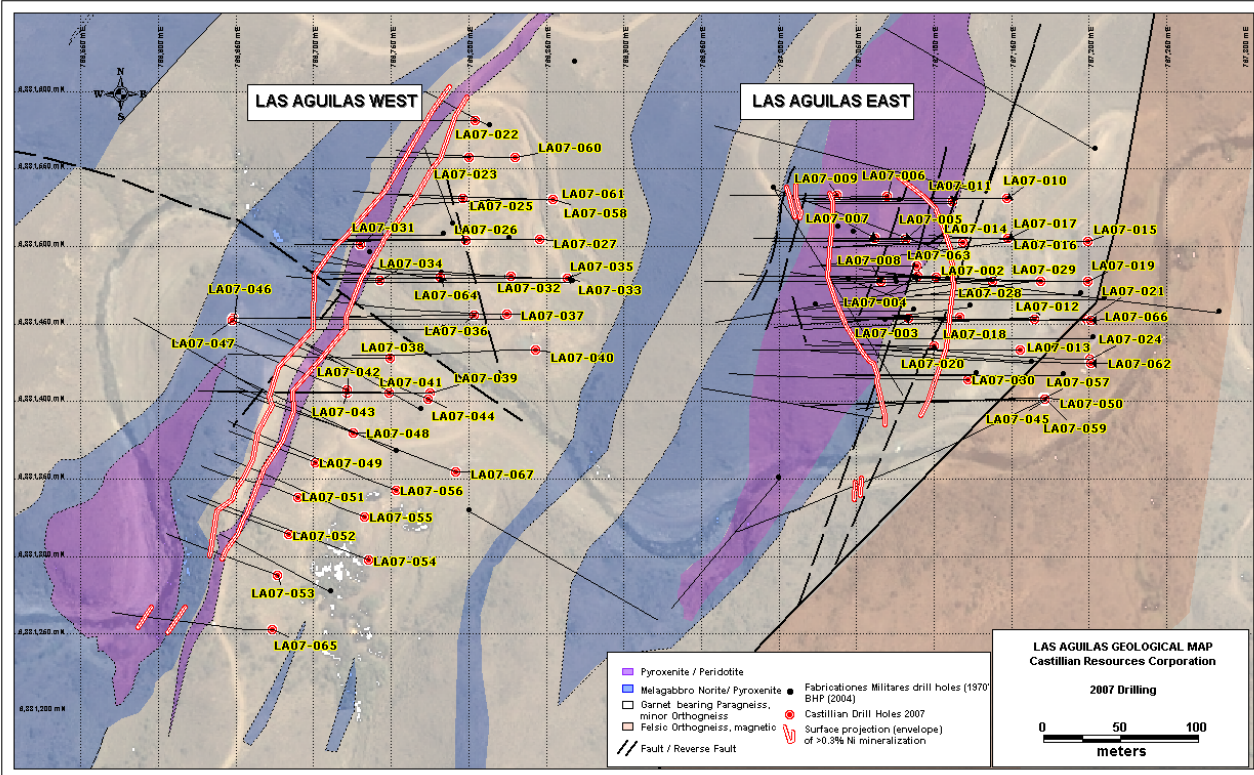 N
W
S
LAS AGUILAS WEST
LAS AGUILAS EAST
LA07-022
LA07-060
LA07-023
LA07-025
LA07-061
LA07-058
LA07-031
LA07-026
LA07-027
LA07-034
LA07-035
LA07-046
LA07-064
LA07-032
LA07-033
LA07-036
LA07-037
LA07-047
LA07-038
LA07-040
LA07-042
LA07-041
LA07-039
LA07-043
LA07-044
LA07-048
LA07-049
LA07-067
LA07-051
LA07-056
LA07-055
LA07-052
LA07-054
LA07-053
LA07-065
LA07-009
LA07-006
LA07-011
LA07-010
LA07-007
LA07-005
LA07-014
LA07-017
LA07-015
LA07-016
LA07-008
LA07-063
LA07-002
LA07-029
LA07-019
LA07-028
LA07-021
LA07-004
LA07-012
LA07-066
LA07-003
LA07-018
LA07-024
LA07-013
LA07-020
LA07-062
LA07-030
LA07-057
LA07-050
LA07-045
LA07-059
Pyroxenite / Peridotite
Melagabbro Norite/ Pyroxenite
Garnet bearing Paragneiss,
minor Orthogneiss
Felsic Orthogneiss, magnetic
Fault / Reverse Fault
Fabricationes Militares drill holes (1970'
BHP (2004)
Castillian Drill Holes 2007
Surface projection (envelope)
of >0.3% Ni mineralization
LAS AGUILAS GEOLOGICAL MAP
Castillian Resources Corporation
2007 Drilling
0 50 100
meters